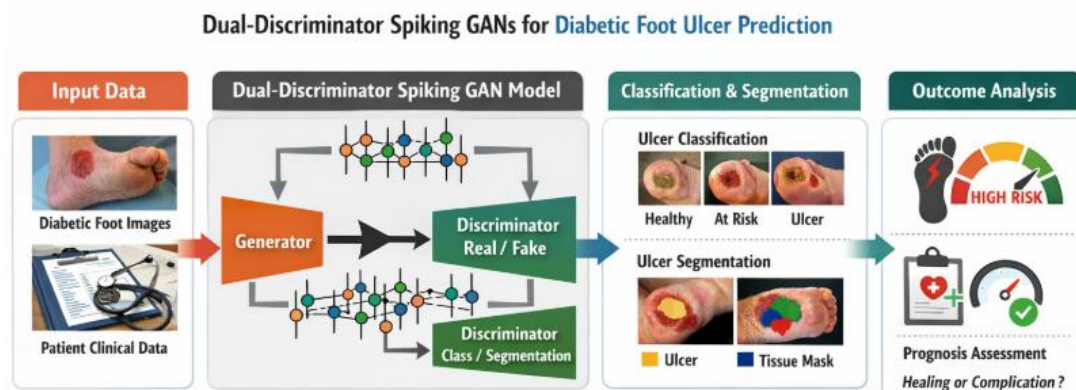 Dual-Discriminator Spiking GANs for Diabetic Foot Ulcer Prediction
Input Data
Diabetic Foot Images
Patient Clinical Data
Dual-Discriminator Spiking GAN Model
Generator
Discriminator
Real / Fake
Discriminator
Class / Segmentation
Classification & Segmentation
Ulcer Classification
Healthy
At Risk
Ulcer
Ulcer Segmentation
Ulcer
Tissue Mask
Outcome Analysis
HIGH RISK
Prognosis Assessment
Healing or Complication ?